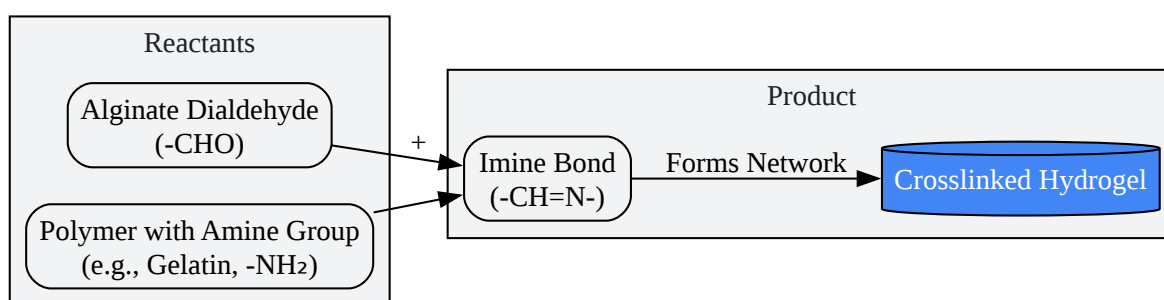 Reactants
Alginate Dialdehyde
(-CHO)
Polymer with Amine Group
(e.g., Gelatin, -NH₂)
+
Product
Imine Bond
(-CH=N-)
Forms Network
Crosslinked Hydrogel